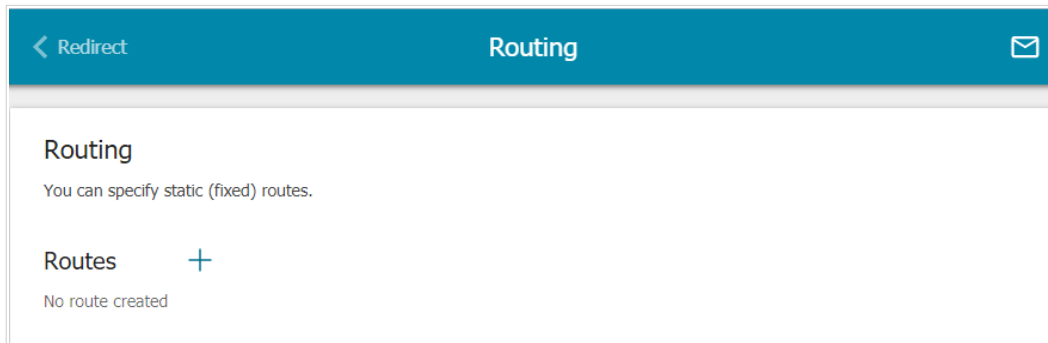 Redirect
Routing
Routing
You can specify static (fixed) routes.
Routes
No route created